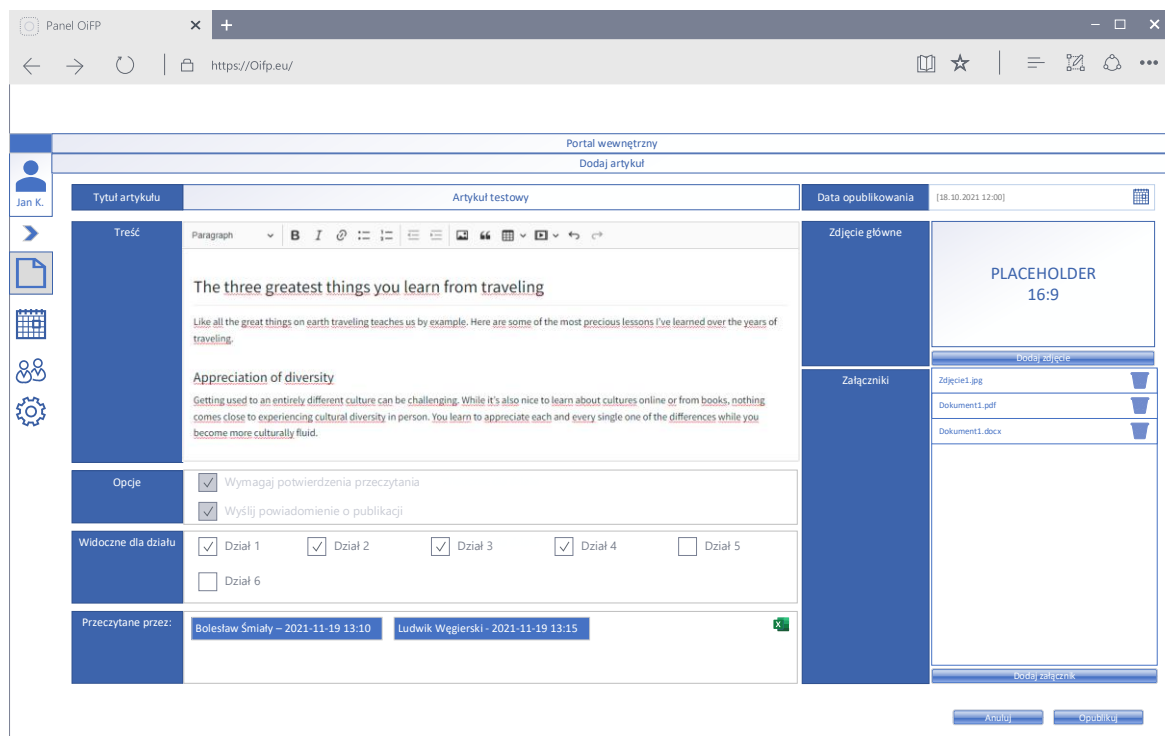 Panel OiFP
https://Oifp.eu/
Portal wewnętrzny
Dodaj artykuł
Jan K.
Tytuł artykułu
Artykuł testowy
Data opublikowania
[18.10.2021 12:00]
Treść
Paragraph
The three greatest things you learn from traveling
Like all the great things on earth traveling teaches us by example. Here are some of the most precious lessons I've learned over the years of
traveling.
Appreciation of diversity
Getting used to an entirely different culture can be challenging. While it's also nice to learn about cultures online or from books, nothing
comes close to experiencing cultural diversity in person. You learn to appreciate each and every single one of the differences while you
become more culturally fluid.
Zdjęcie główne
PLACEHOLDER
16:9
Dodaj zdjęcie
Załączniki
Zdjęcie1.jpg
Dokument1.pdf
Dokument1.docx
Opcje
Wymagaj potwierdzenia przeczytania
Wyślij powiadomienie o publikacji
Widoczne dla działu
Dział 1 Dział 2 Dział 3 Dział 4 Dział 5
Dział 6
Przeczytane przez:
Bolesław Śmiały – 2021-11-19 13:10 Ludwik Węgierski - 2021-11-19 13:15
Dodaj załącznik
Anuluj Opublikuj